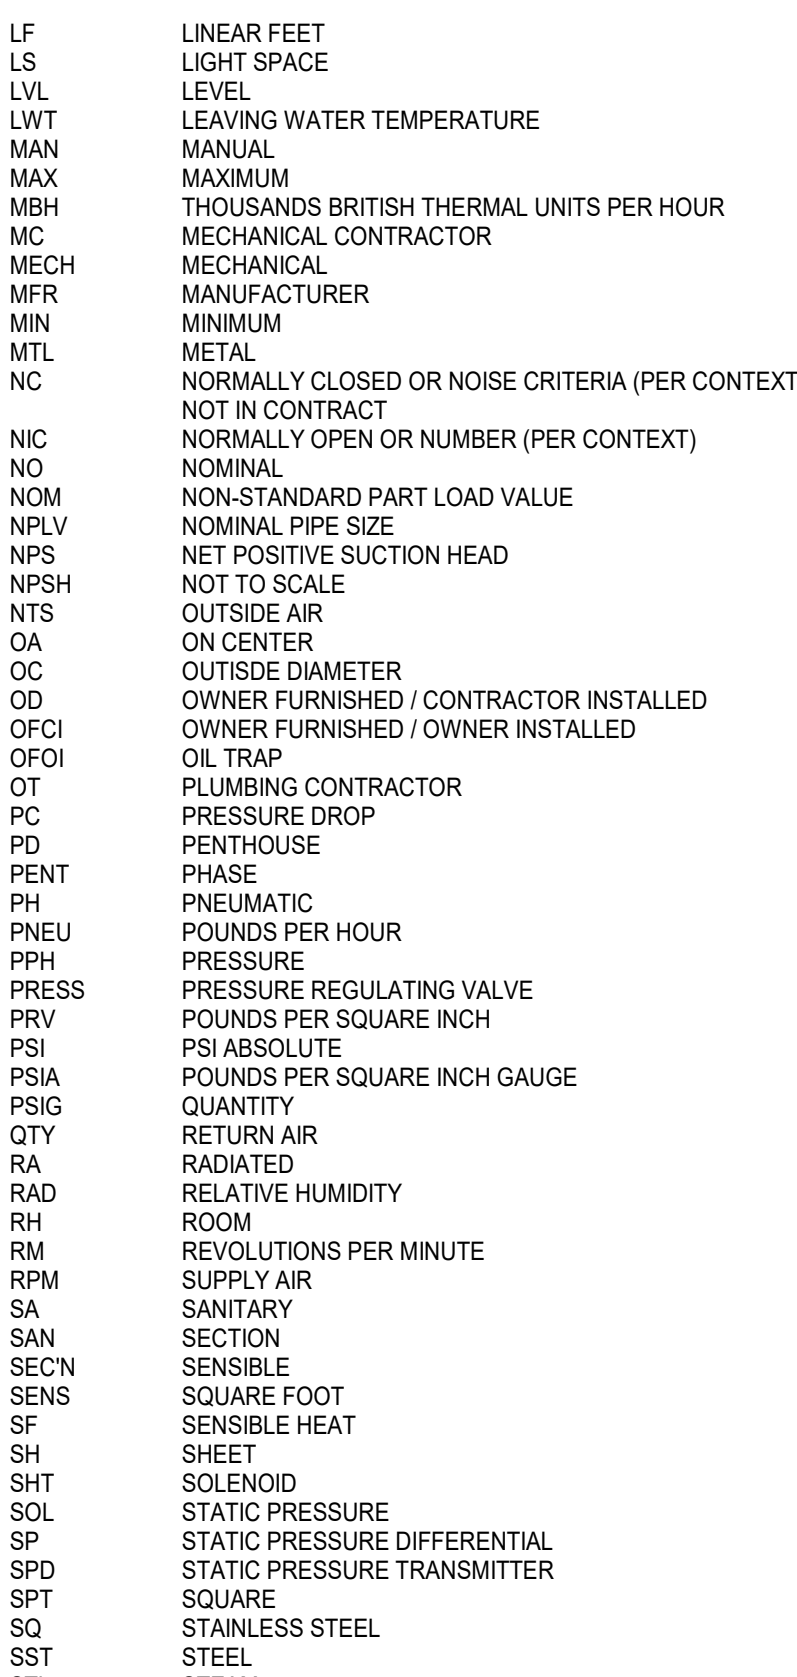 LF LINEAR FEET
LS LIGHT SPACE
LVL LEVEL
LWT LEAVING WATER TEMPERATURE
MAN MANUAL
MAX MAXIMUM
MBH THOUSANDS BRITISH THERMAL UNITS PER HOUR
MC MECHANICAL CONTRACTOR
MECH MECHANICAL
MFR MANUFACTURER
MIN MINIMUM
MTL METAL
NC NORMALLY CLOSED OR NOISE CRITERIA (PER CONTEXT
NOT IN CONTRACT
NIC NORMALLY OPEN OR NUMBER (PER CONTEXT)
NO NOMINAL
NOM NON-STANDARD PART LOAD VALUE
NPLV NOMINAL PIPE SIZE
NPS NET POSITIVE SUCTION HEAD
NPSH NOT TO SCALE
NTS OUTSIDE AIR
OA ON CENTER
OC OUTISDE DIAMETER
OD OWNER FURNISHED / CONTRACTOR INSTALLED
OFCI OWNER FURNISHED / OWNER INSTALLED
OFOI OIL TRAP
OT PLUMBING CONTRACTOR
PC PRESSURE DROP
PD PENTHOUSE
PENT PHASE
PH PNEUMATIC
PNEU POUNDS PER HOUR
PPH PRESSURE
PRESS PRESSURE REGULATING VALVE
PRV POUNDS PER SQUARE INCH
PSI PSI ABSOLUTE
PSIA POUNDS PER SQUARE INCH GAUGE
PSIG QUANTITY
QTY RETURN AIR
RA RADIATED
RAD RELATIVE HUMIDITY
RH ROOM
RM REVOLUTIONS PER MINUTE
RPM SUPPLY AIR
SA SANITARY
SAN SECTION
SEC'N SENSIBLE
SENS SQUARE FOOT
SF SENSIBLE HEAT
SH SHEET
SHT SOLENOID
SOL STATIC PRESSURE
SP STATIC PRESSURE DIFFERENTIAL
SPD STATIC PRESSURE TRANSMITTER
SPT SQUARE
SQ STAINLESS STEEL
SST STEEL